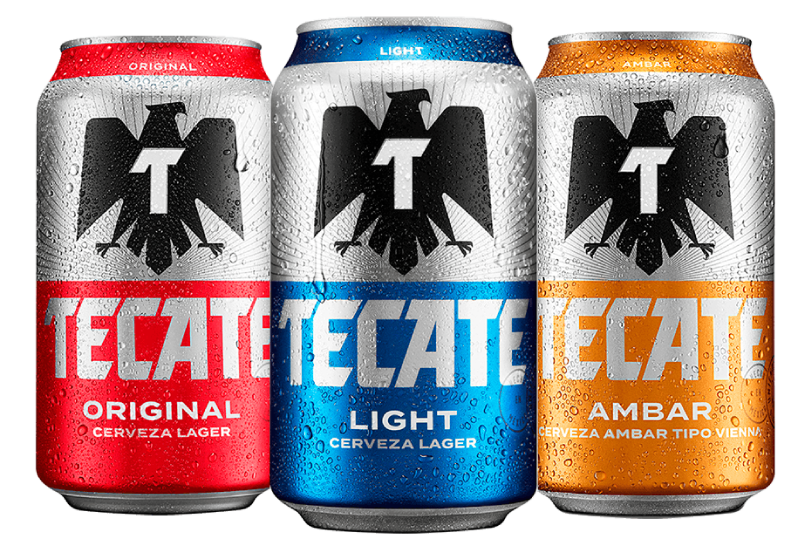 ORIGINAL
T
TECATE
ORIGINAL
CERVEZA LAGER
LIGHT
T
TECATE
LIGHT
CERVEZA LAGER
AMBAR
T
TECATE
AMBAR
CERVEZA AMBAR TIPO VIENNA